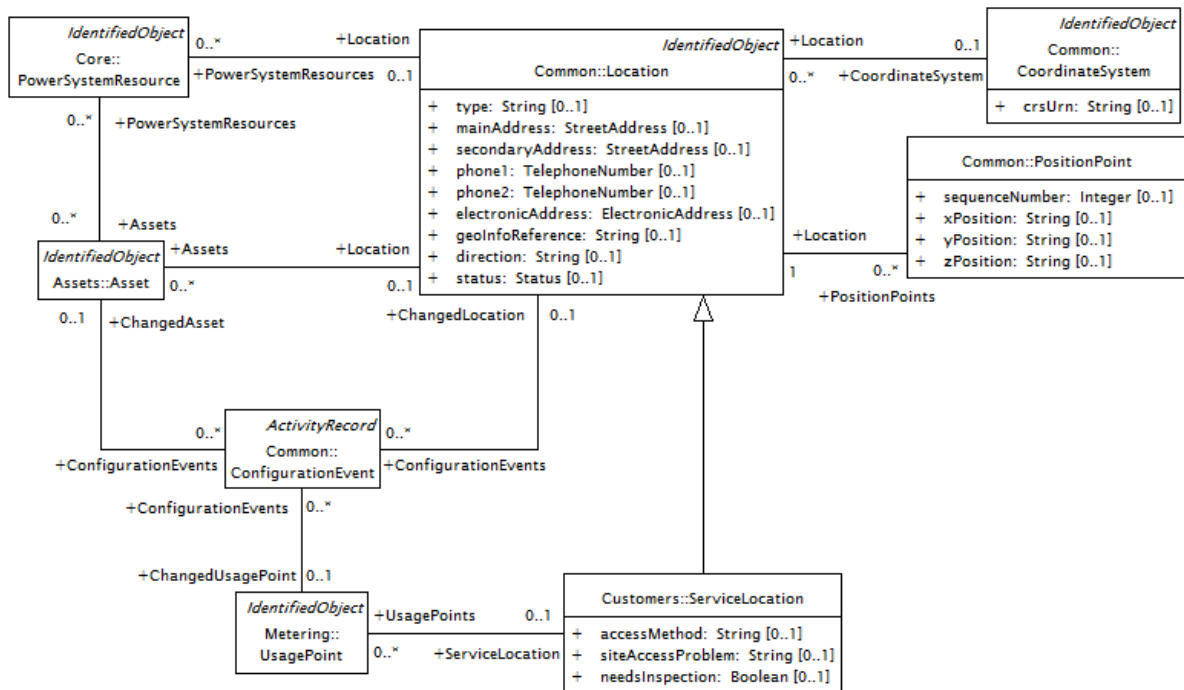 IdentifiedObject
Core::
PowerSystemResource
0..*
+Location
+PowerSystemResources
0..1
IdentifiedObject
Common::Location
+ type: String [0..1]
+ mainAddress: StreetAddress [0..1]
+ secondaryAddress: StreetAddress [0..1]
+ phone1: TelephoneNumber [0..1]
+ phone2: TelephoneNumber [0..1]
+ electronicAddress: ElectronicAddress [0..1]
+ geoInfoReference: String [0..1]
+ direction: String [0..1]
+ status: Status [0..1]
+Location
0..1
0..*
+CoordinateSystem
IdentifiedObject
Common::
CoordinateSystem
+ crsUrn: String [0..1]
0..*
+PowerSystemResources
Common::PositionPoint
+ sequenceNumber: Integer [0..1]
+ xPosition: String [0..1]
+ yPosition: String [0..1]
+ zPosition: String [0..1]
0..*
+Assets
IdentifiedObject
Assets::Asset
+Assets
+Location
0..*
0..1
+Location
1
0..*
+PositionPoints
0..1
+ChangedAsset
+ChangedLocation
0..1
0..*
+ConfigurationEvents
ActivityRecord
Common::
ConfigurationEvent
0..*
+ConfigurationEvents
+ConfigurationEvents
0..*
+ChangedUsagePoint
0..1
IdentifiedObject
Metering::
UsagePoint
+UsagePoints
0..1
0..*
+ServiceLocation
Customers::ServiceLocation
+ accessMethod: String [0..1]
+ siteAccessProblem: String [0..1]
+ needsInspection: Boolean [0..1]